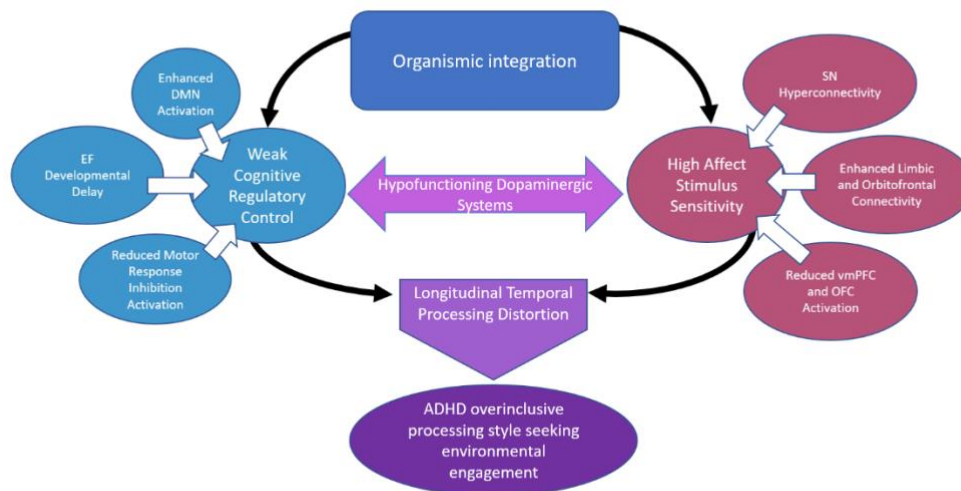 Organismic integration
Enhanced
DMN
Activation
EF
Developmental
Delay
Reduced Motor
Response
Inhibition
Activation
Weak
Cognitive
Regulatory
Control
Hypofunctioning Dopaminergic
Systems
High Affect
Stimulus
Sensitivity
SN
Hyperconnectivity
Enhanced Limbic
and Orbitofrontal
Connectivity
Reduced vmPFC
and OFC
Activation
Longitudinal Temporal
Processing Distortion
ADHD overinclusive
processing style seeking
environmental
engagement